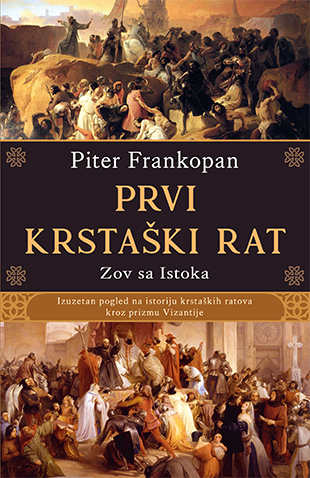 Piter Frankopan
PRVI
KRSTAŠKI RAT
Zov sa Istoka
Izuzetan pogled na istoriju krstaških ratova
kroz prizmu Vizantije